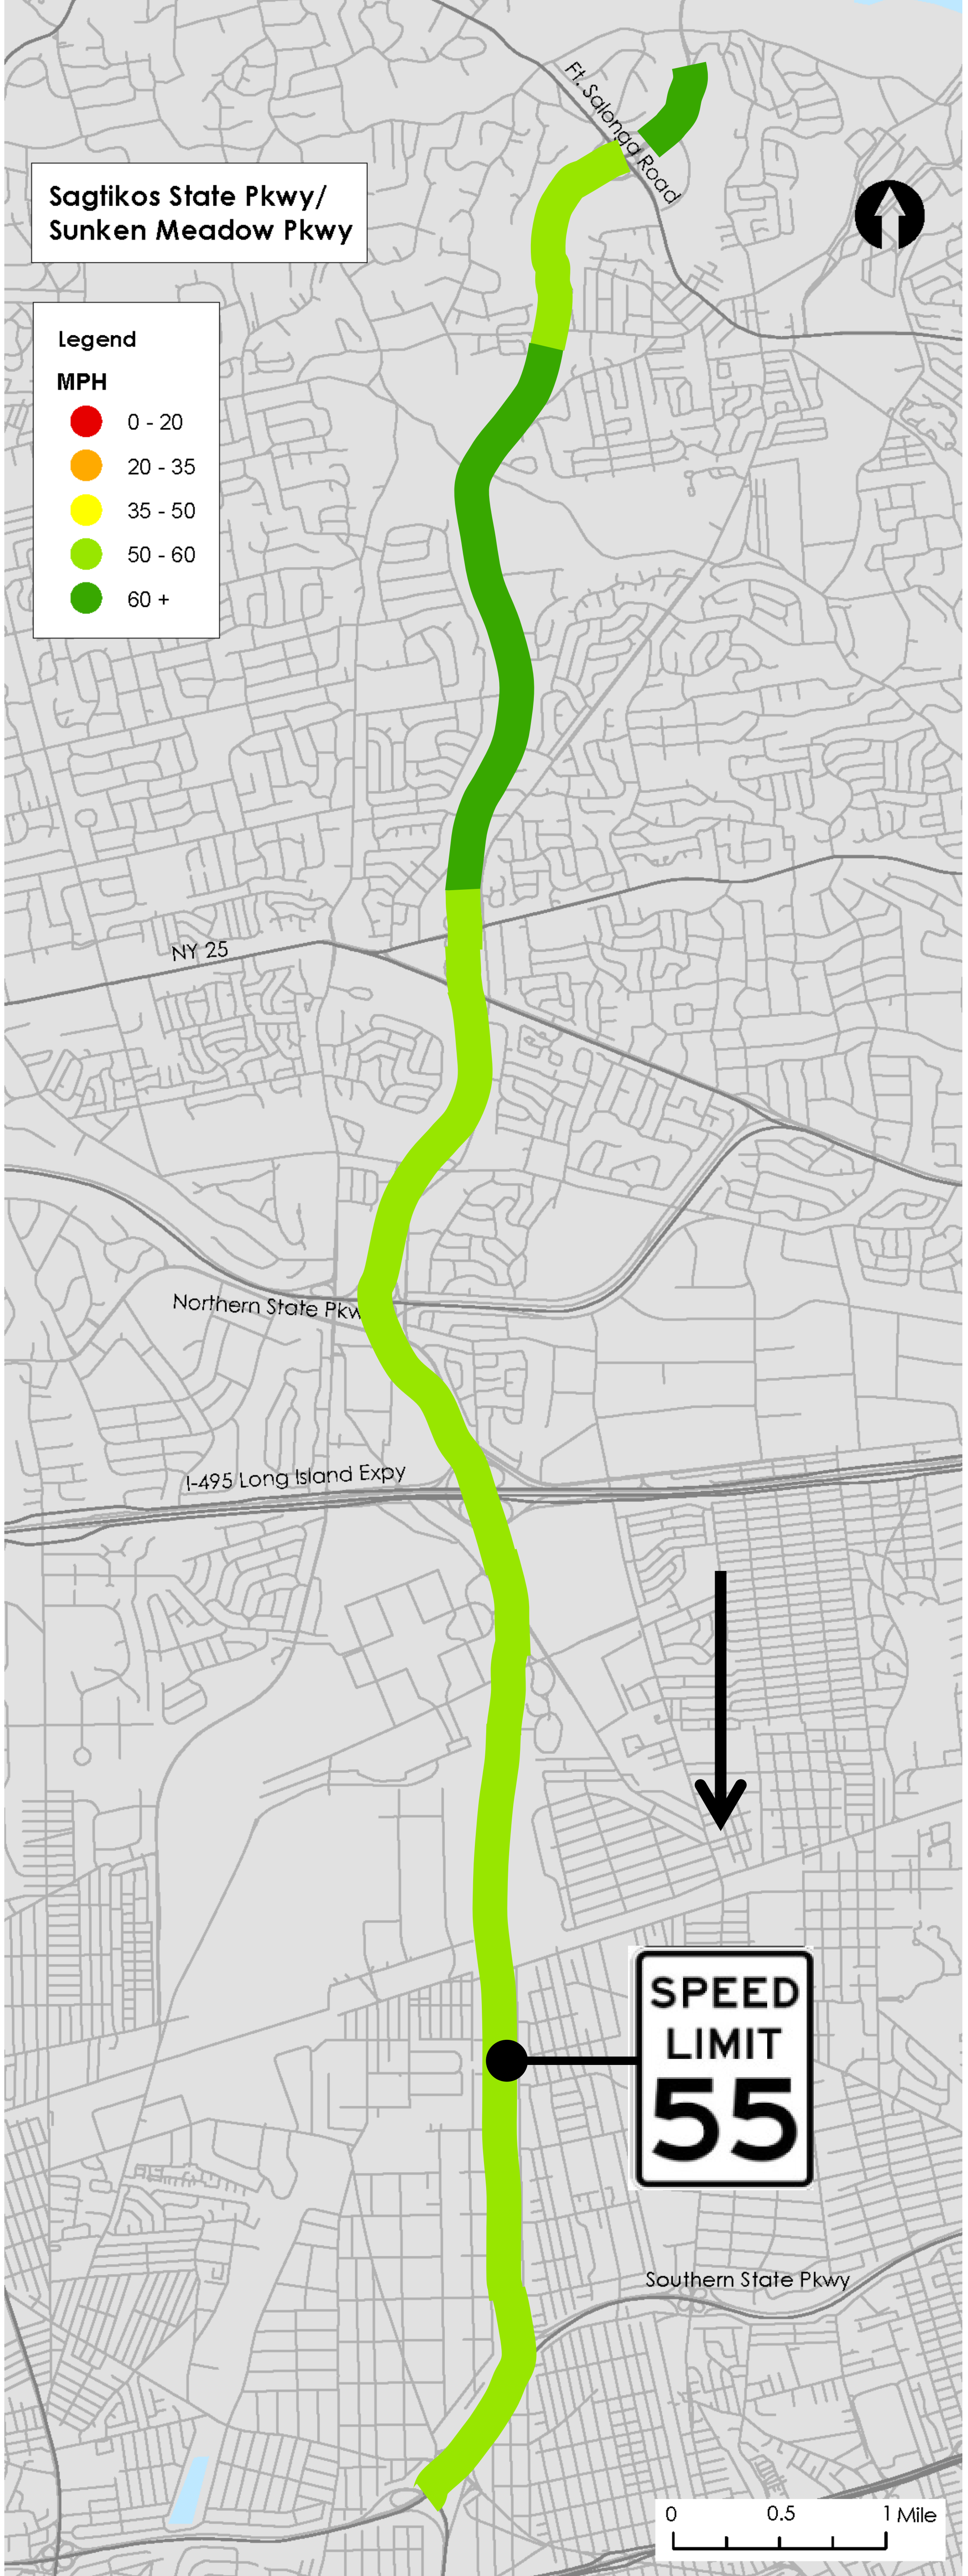 Ft. Salonga Road
Sagtikos State Pkwy/
Sunken Meadow Pkwy
Legend
MPH
0 - 20
20 - 35
35 - 50
50 - 60
60 +
NY 25
Northern State Pkw
I-495 Long Island Expy
SPEED
LIMIT
55
Southern State Pkwy
0 0.5 1 Mile